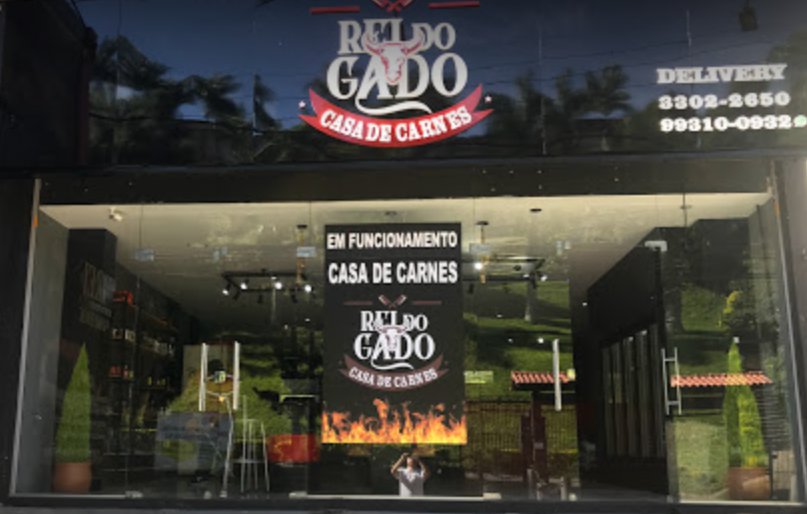 REI DO
GADO
CASA DE CARNES
DELIVERY
3302-2650
99310-0932
EM FUNCIONAMENTO
CASA DE CARNES
REI DO
GADO
CASA DE CARNES